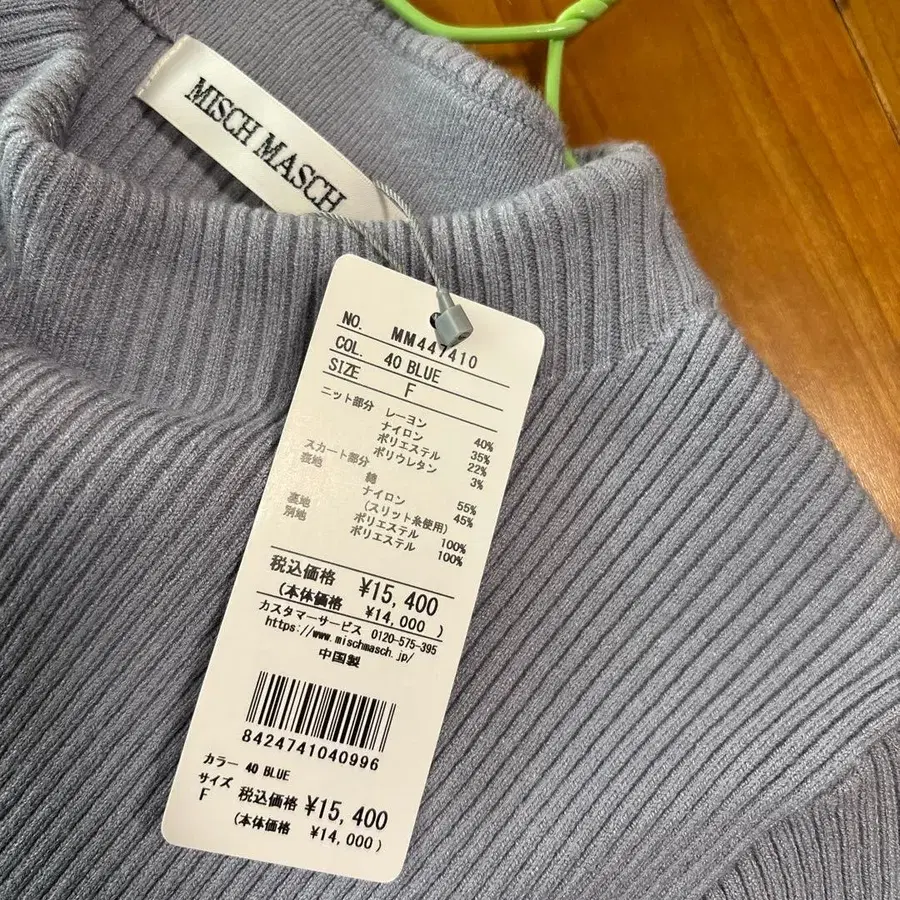 MISCH MASCH
NO. MM447410
COL. 40 BLUE
SIZE F
ニット部分 レーヨン 40%
ナイロン 35%
ポリエステル 22%
ポリウレタン 3%
スカート部分
表地 綿 55%
ナイロン 45%
(スリット糸使用)
裏地 ポリエステル 100%
別地 ポリエステル 100%
税込価格 ¥15,400
(本体価格 ¥14,000)
カスタマーサービス 0120-575-395
https://www.mischmasch.jp/
中国製
8424741040996
カラー 40 BLUE
サイズ F
税込価格 ¥15,400
(本体価格 ¥14,000)